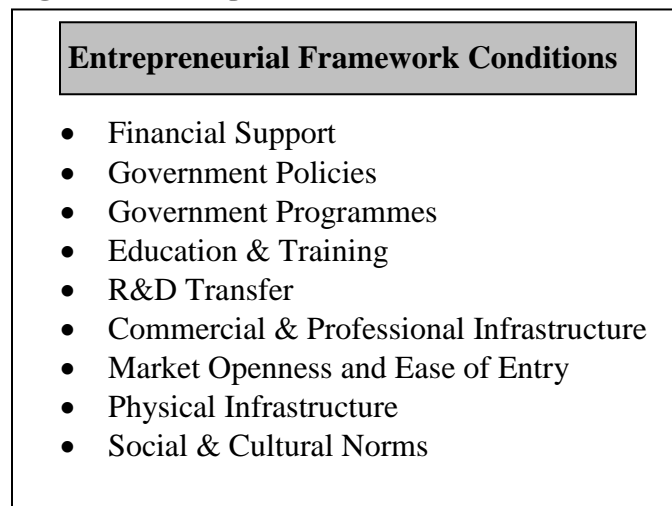 Entrepreneurial Framework Conditions
• Financial Support
• Government Policies
• Government Programmes
• Education & Training
• R&D Transfer
• Commercial & Professional Infrastructure
• Market Openness and Ease of Entry
• Physical Infrastructure
• Social & Cultural Norms